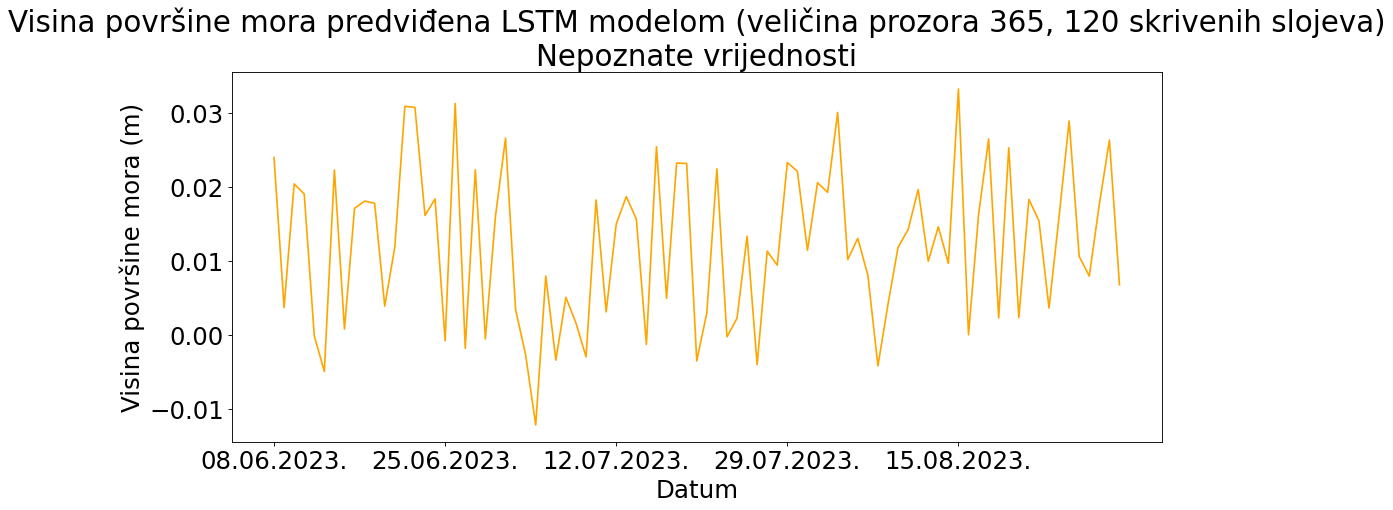 Visina površine mora predviđena LSTM modelom (veličina prozora 365, 120 skrivenih slojeva)
Nepoznate vrijednosti
Visina površine mora (m)
0.03
0.02
0.01
0.00
−0.01
08.06.2023. 25.06.2023. 12.07.2023. 29.07.2023. 15.08.2023.
Datum